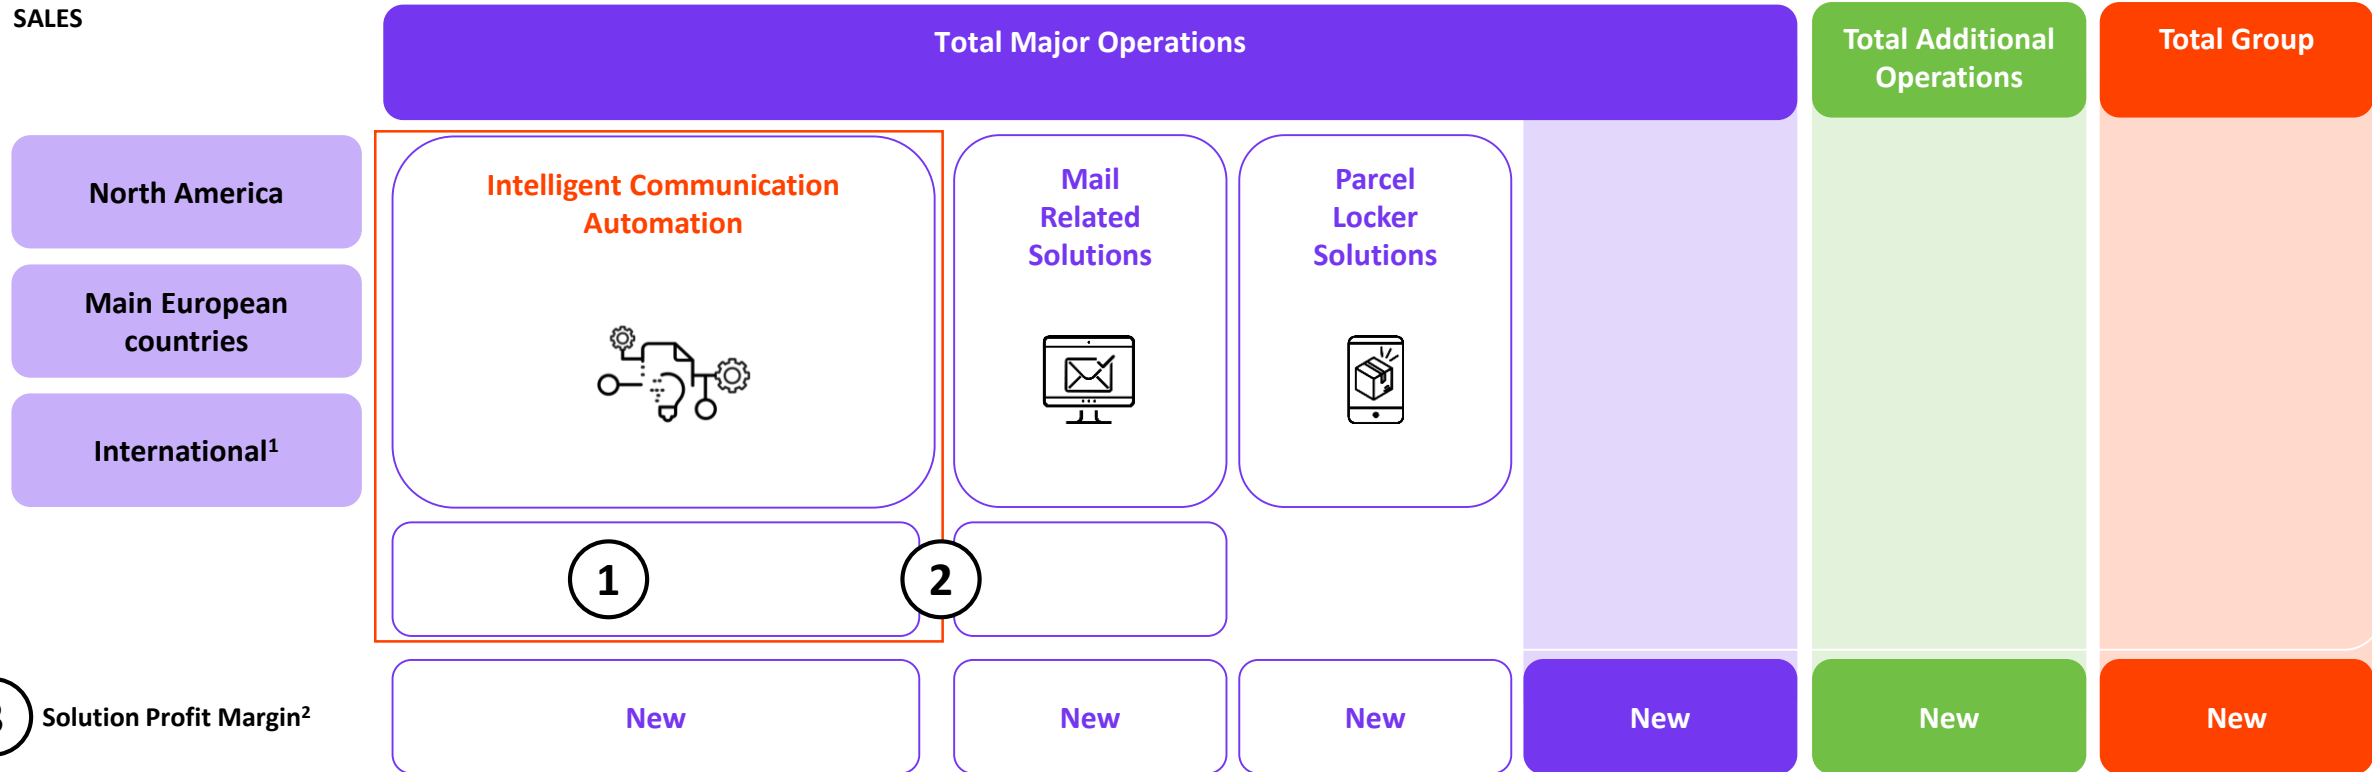 SALES
Total Major Operations
Total Additional
Operations
Total Group
North America
Main European
countries
International¹
Intelligent Communication
Automation
Mail
Related
Solutions
Parcel
Locker
Solutions
1
2
Solution Profit Margin²
New
New
New
New
New
New